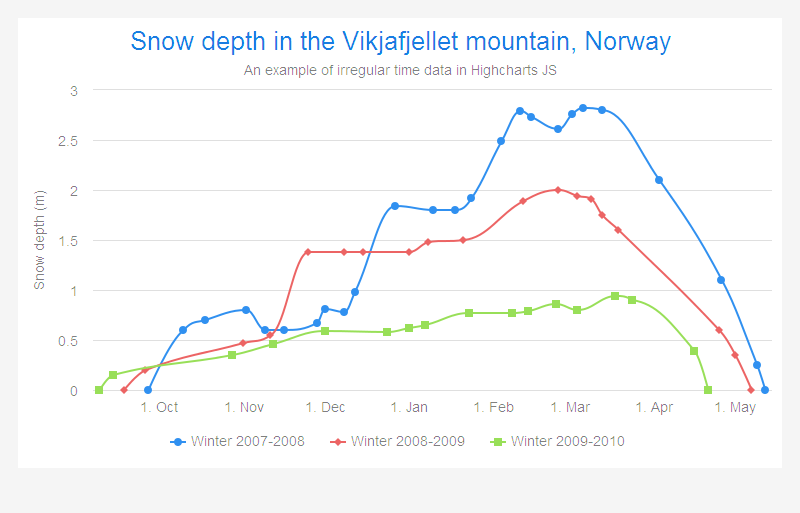 Snow depth in the Vikjafjellet mountain, Norway
An example of irregular time data in Highcharts JS
Snow depth (m)
3
2.5
2
1.5
1
0.5
0
1. Oct 1. Nov 1. Dec 1. Jan 1. Feb 1. Mar 1. Apr 1. May
Winter 2007-2008 Winter 2008-2009 Winter 2009-2010